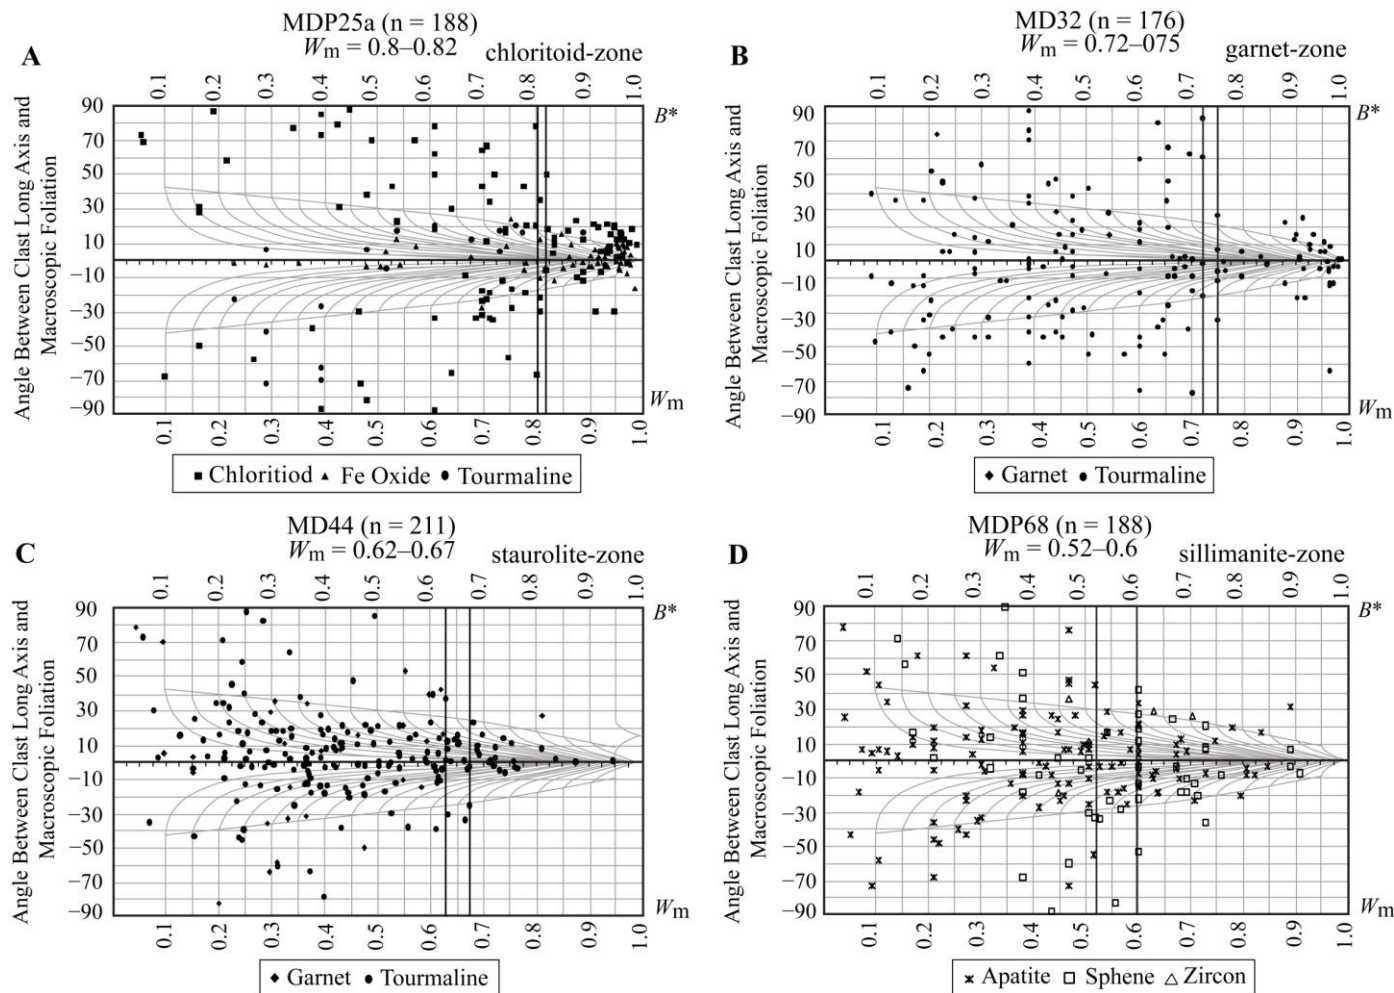 MDP25a (n = 188)
Wm = 0.8–0.82
chloritoid-zone
A
0.1 0.2 0.3 0.4 0.5 0.6 0.7 0.8 0.9 1.0
B*
Angle Between Clast Long Axis and
Macroscopic Foliation
90
70
50
30
10
−10
−30
−50
−70
−90
Wm
0.1 0.2 0.3 0.4 0.5 0.6 0.7 0.8 0.9 1.0
Chloritiod Fe Oxide Tourmaline
MD32 (n = 176)
Wm = 0.72–075
garnet-zone
B
0.1 0.2 0.3 0.4 0.5 0.6 0.7 0.8 0.9 1.0
B*
Angle Between Clast Long Axis and
Macroscopic Foliation
90
70
50
30
10
−10
−30
−50
−70
−90
Wm
0.1 0.2 0.3 0.4 0.5 0.6 0.7 0.8 0.9 1.0
Garnet Tourmaline
MD44 (n = 211)
Wm = 0.62–0.67
staurolite-zone
C
0.1 0.2 0.3 0.4 0.5 0.6 0.7 0.8 0.9 1.0
B*
Angle Between Clast Long Axis and
Macroscopic Foliation
90
70
50
30
10
−10
−30
−50
−70
−90
Wm
0.1 0.2 0.3 0.4 0.5 0.6 0.7 0.8 0.9 1.0
Garnet Tourmaline
MDP68 (n = 188)
Wm = 0.52–0.6
sillimanite-zone
D
0.1 0.2 0.3 0.4 0.5 0.6 0.7 0.8 0.9 1.0
B*
Angle Between Clast Long Axis and
Macroscopic Foliation
90
70
50
30
10
−10
−30
−50
−70
−90
Wm
0.1 0.2 0.3 0.4 0.5 0.6 0.7 0.8 0.9 1.0
Apatite Sphene Zircon